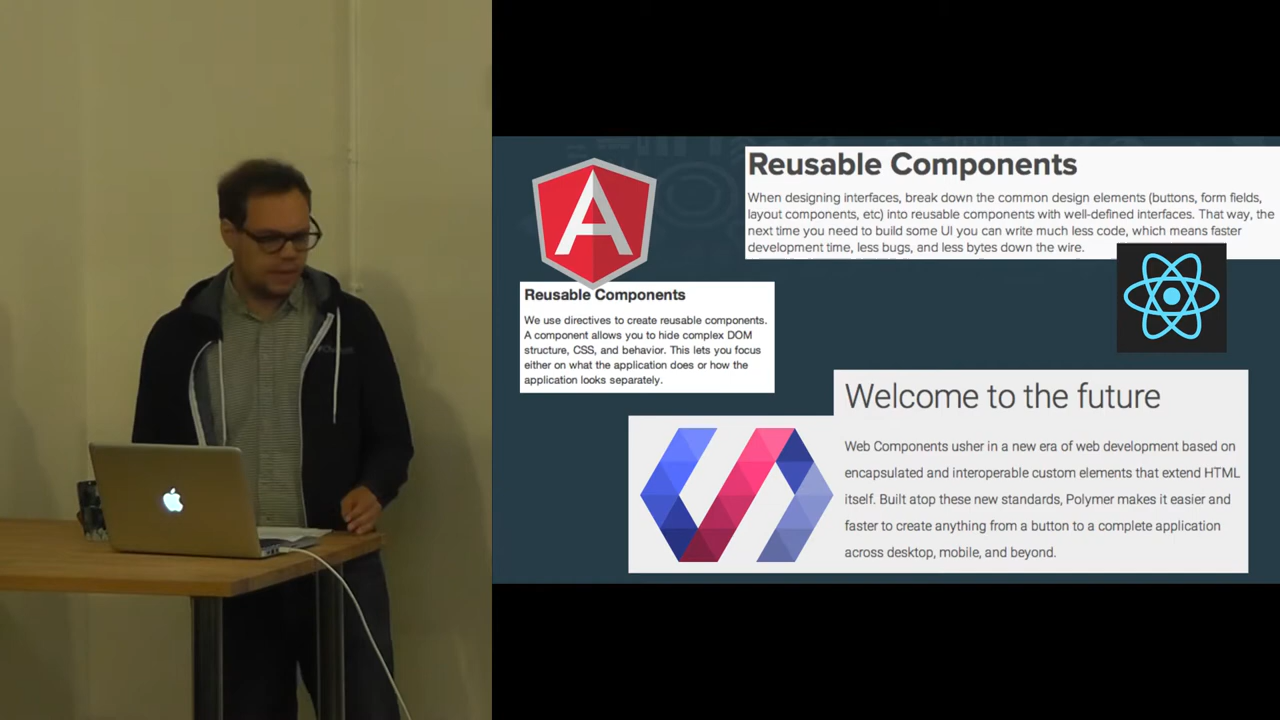 Reusable Components
When designing interfaces, break down the common design elements (buttons, form fields,
layout components, etc) into reusable components with well-defined interfaces. That way, the
next time you need to build some UI you can write much less code, which means faster
development time, less bugs, and less bytes down the wire.
A
Reusable Components
We use directives to create reusable components.
A component allows you to hide complex DOM
structure, CSS, and behavior. This lets you focus
either on what the application does or how the
application looks separately.
Welcome to the future
Web Components usher in a new era of web development based on
encapsulated and interoperable custom elements that extend HTML
itself. Built atop these new standards, Polymer makes it easier and
faster to create anything from a button to a complete application
across desktop, mobile, and beyond.